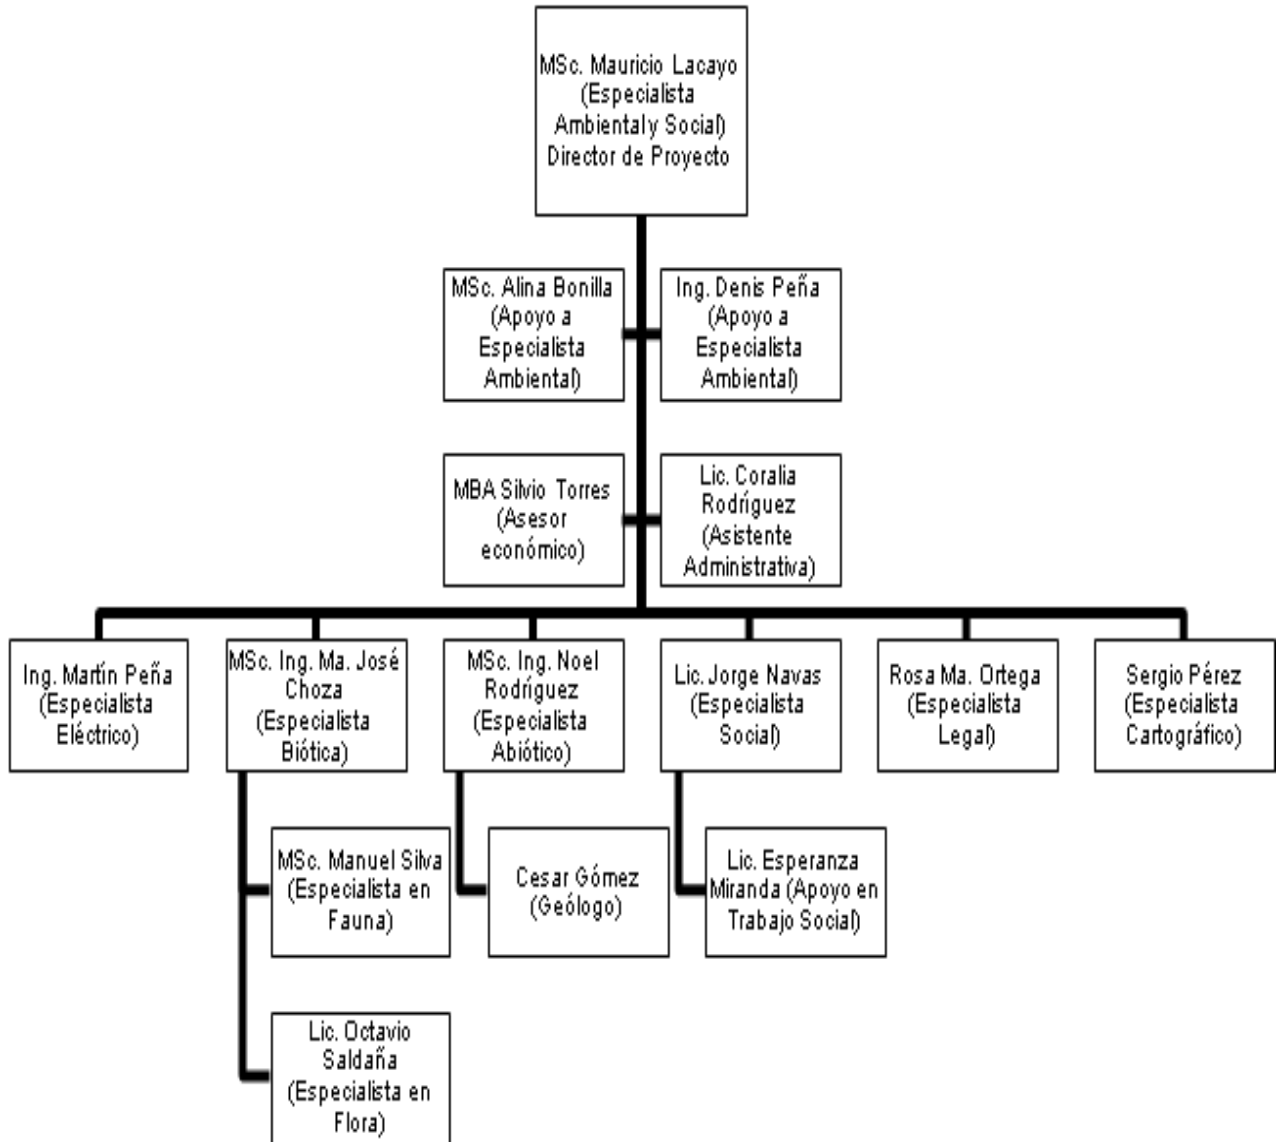 MSc. Mauricio Lacayo
(Especialista
Ambientaly Social)
Director de Proyecto
MSc. Alina Bonilla
(Apoyo a
Especialista
Ambiental)
Ing. Denis Peña
(Apoyo a
Especialista
Ambiental)
MBA Silvio Torres
(Asesor
económico)
Lic. Coralia
Rodríguez
(Asistente
Administrativa)
Ing. Martín Peña
(Especialista
Eléctrico)
MSc. Ing. Ma. José
Choza
(Especialista
Biótica)
MSc. Ing. Noel
Rodríguez
(Especialista
Abiótico)
Lic. Jorge Navas
(Especialista
Social)
Rosa Ma. Ortega
(Especialista
Legal)
Sergio Pérez
(Especialista
Cartográfico)
MSc. Manuel Silva
(Especialista en
Fauna)
Cesar Gómez
(Geólogo)
Lic. Esperanza
Miranda (Apoyo en
Trabajo Social)
Lic. Octavio
Saldaña
(Especialista en
Flora)